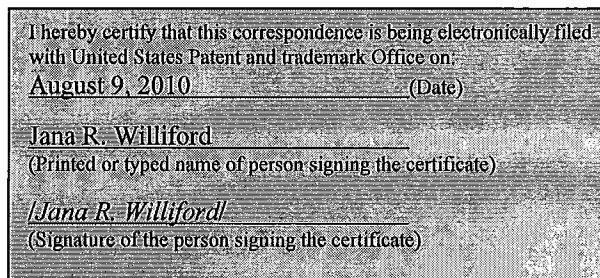 I hereby certify that this correspondence is being electronically filed
with United States Patent and trademark Office on:
August 9, 2010 (Date)
Jana R. Williford
(Printed or typed name of person signing the certificate)
/Jana R. Williford/
(Signature of the person signing the certificate)